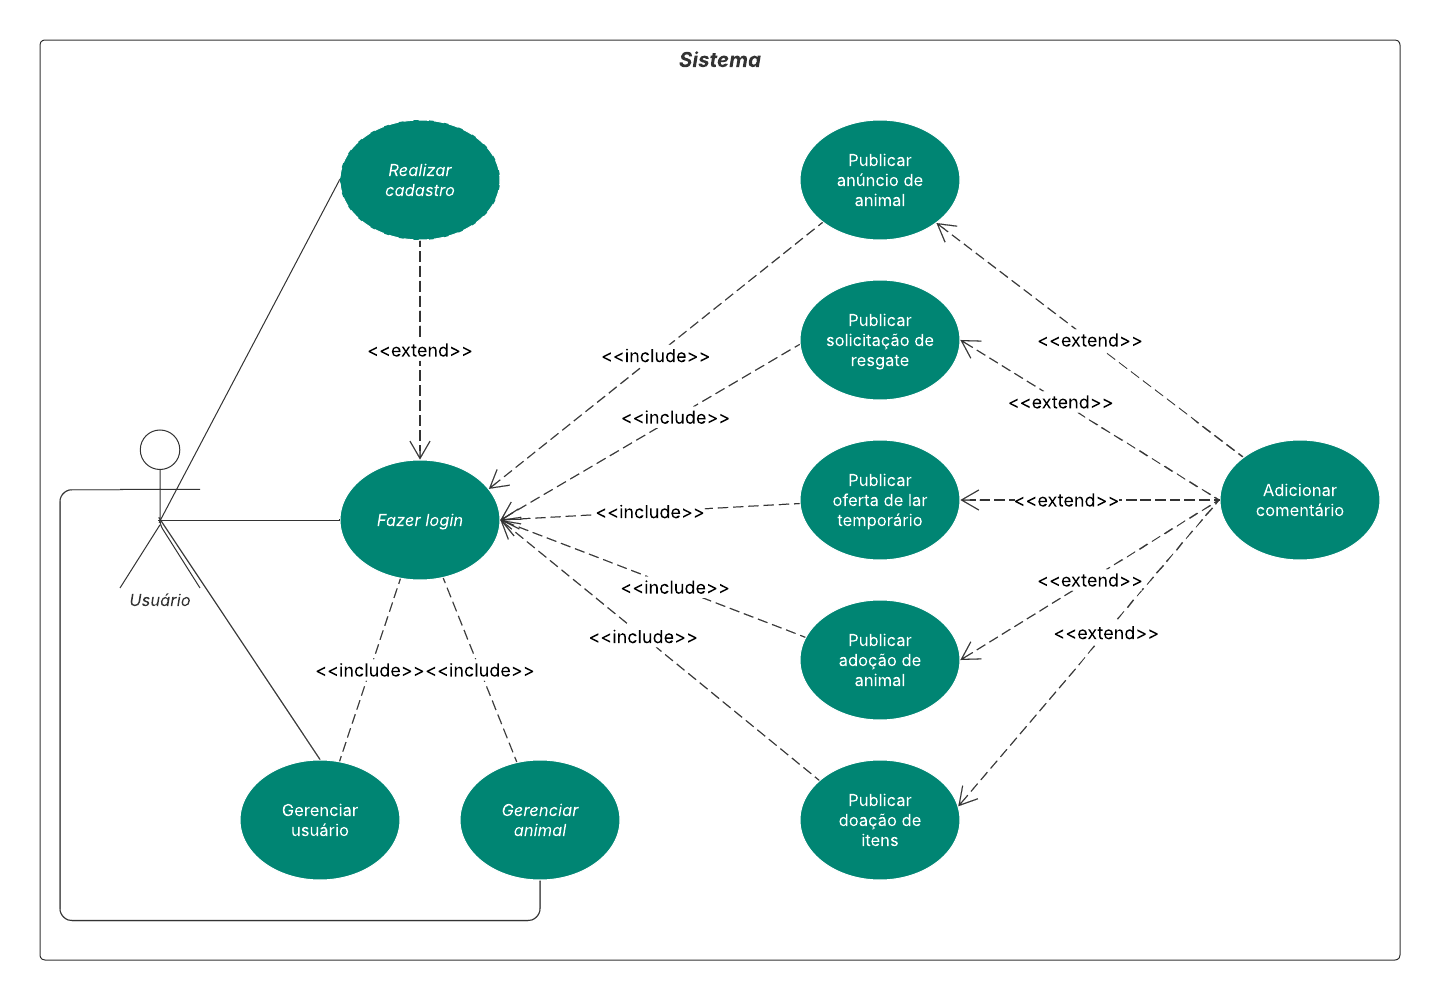 Sistema
Realizar
cadastro
Publicar
anúncio de
animal
<<extend>>
<<include>>
<<extend>>
Publicar
solicitação de
resgate
<<include>>
<<extend>>
Fazer login
Usuário
<<include>>
Publicar
oferta de lar
temporário
<<extend>>
Adicionar
comentário
<<include>>
<<extend>>
<<include>>
<<extend>>
Publicar
adoção de
animal
<<include>><<include>>
Gerenciar
usuário
Gerenciar
animal
Publicar
doação de
itens